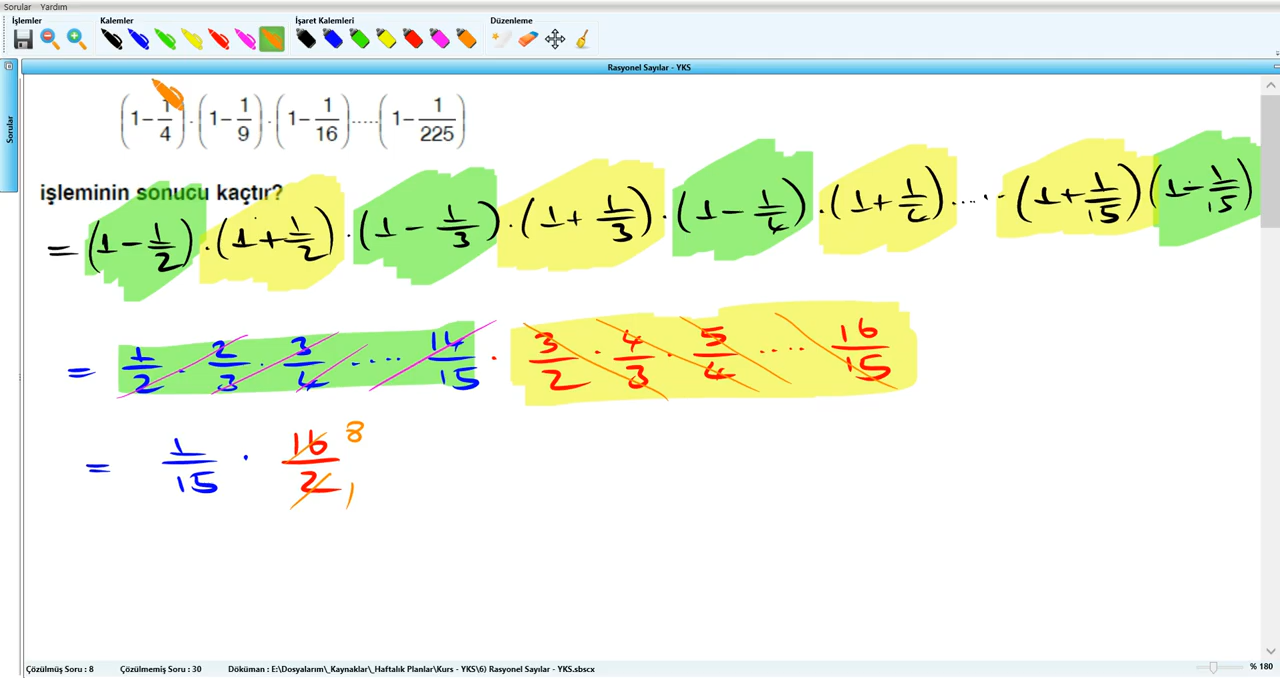 Sorular Yardım
İşlemler Kalemler İşaret Kalemleri Düzenleme
Rasyonel Sayılar - YKS
Sorular
(1 - 1/4) · (1 - 1/9) · (1 - 1/16) ..... (1 - 1/225)
işleminin sonucu kaçtır?
= (1 - 1/2) · (1 + 1/2) · (1 - 1/3) · (1 + 1/3) · (1 - 1/4) · (1 + 1/4) ..... (1 + 1/15) (1 - 1/15)
= 1/2 · 2/3 · 3/4 .... 14/15 · 3/2 · 4/3 · 5/4 .... 16/15
= 1/15 · 16/2 8 1
Çözülmüş Soru : 8 Çözülmemiş Soru : 30 Döküman : E:\Dosyalarım\_Kaynaklar\_Haftalık Planlar\Kurs - YKS\6) Rasyonel Sayılar - YKS.sbscx % 180